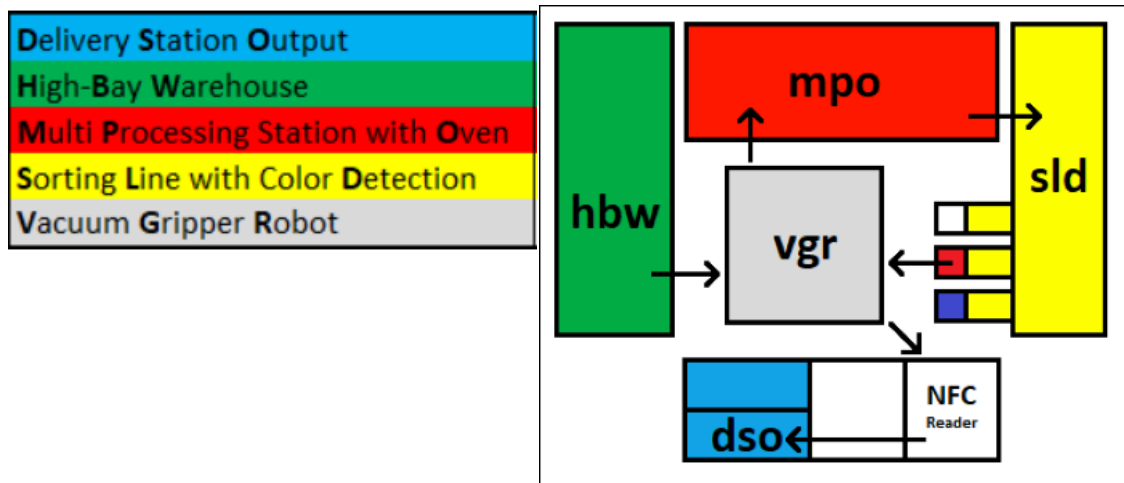 Delivery Station Output
High-Bay Warehouse
Multi Processing Station with Oven
Sorting Line with Color Detection
Vacuum Gripper Robot
mpo
hbw
vgr
sld
NFC
Reader
dso